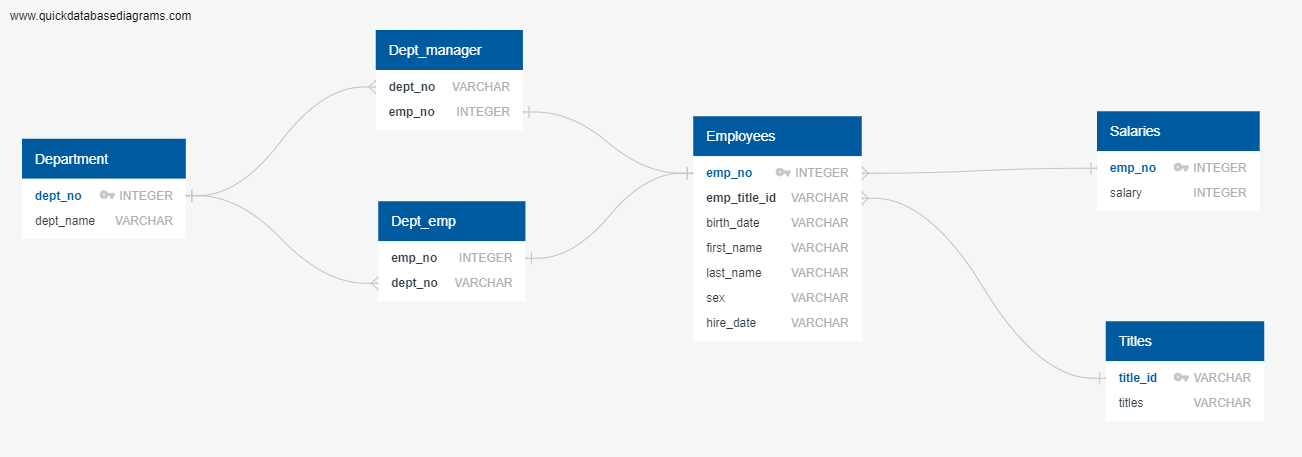 www.quickdatabasediagrams.com
Dept_manager
dept_no VARCHAR
emp_no INTEGER
Department
dept_no INTEGER
dept_name VARCHAR
Dept_emp
emp_no INTEGER
dept_no VARCHAR
Employees
emp_no INTEGER
emp_title_id VARCHAR
birth_date VARCHAR
first_name VARCHAR
last_name VARCHAR
sex VARCHAR
hire_date VARCHAR
Salaries
emp_no INTEGER
salary INTEGER
Titles
title_id VARCHAR
titles VARCHAR